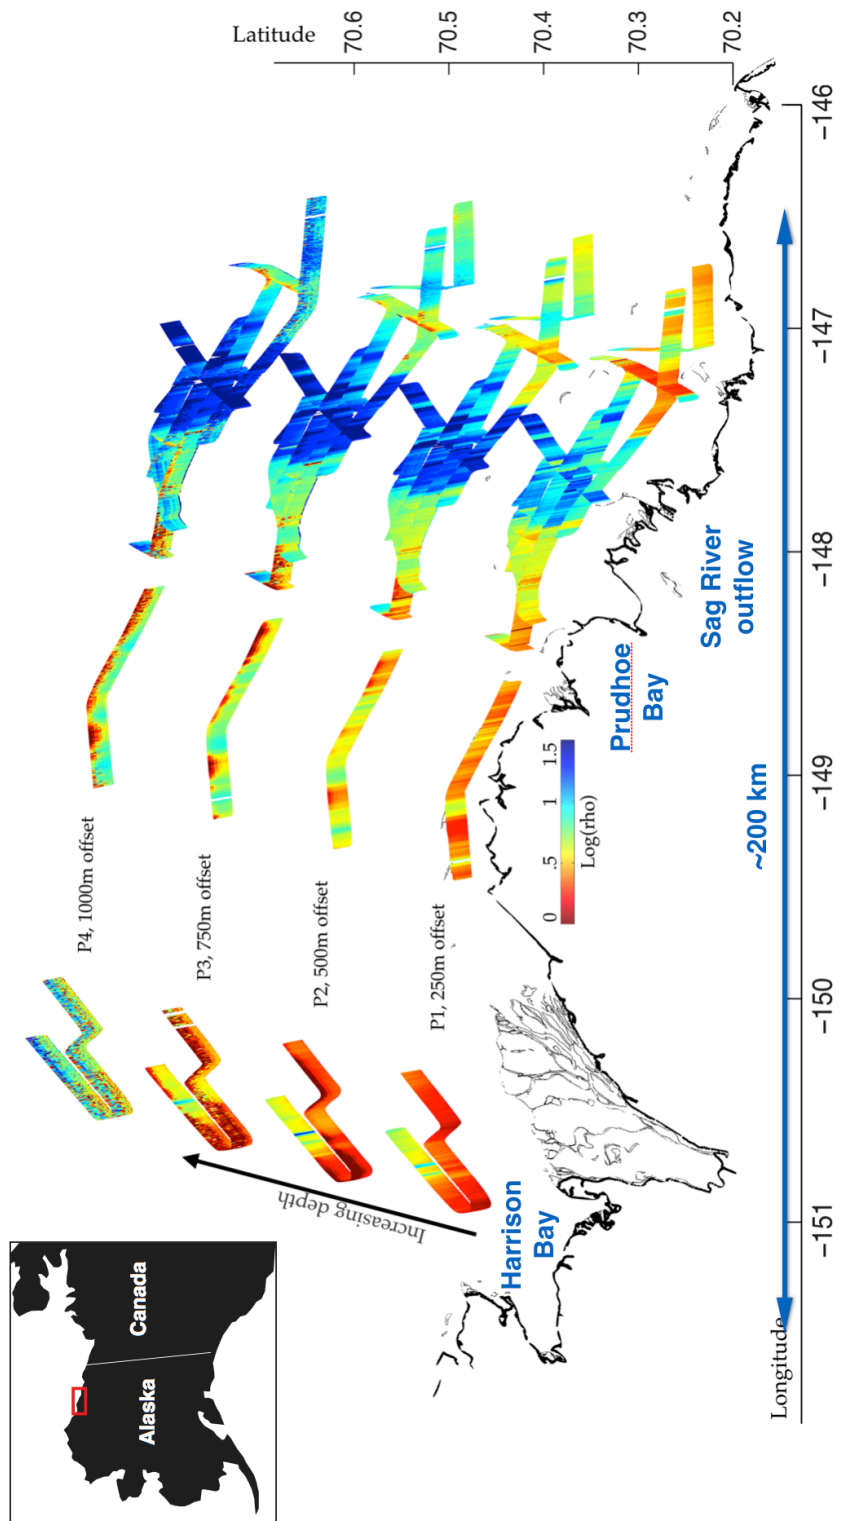 Canada
Alaska
Latitude
70.6
70.5
70.4
70.3
70.2
P4, 1000m offset
P3, 750m offset
P2, 500m offset
P1, 250m offset
Increasing depth
0
.5
1
1.5
Log(rho)
Harrison
Bay
Prudhoe
Bay
Sag River
outflow
~200 km
Longitude
−151
−150
−149
−148
−147
−146